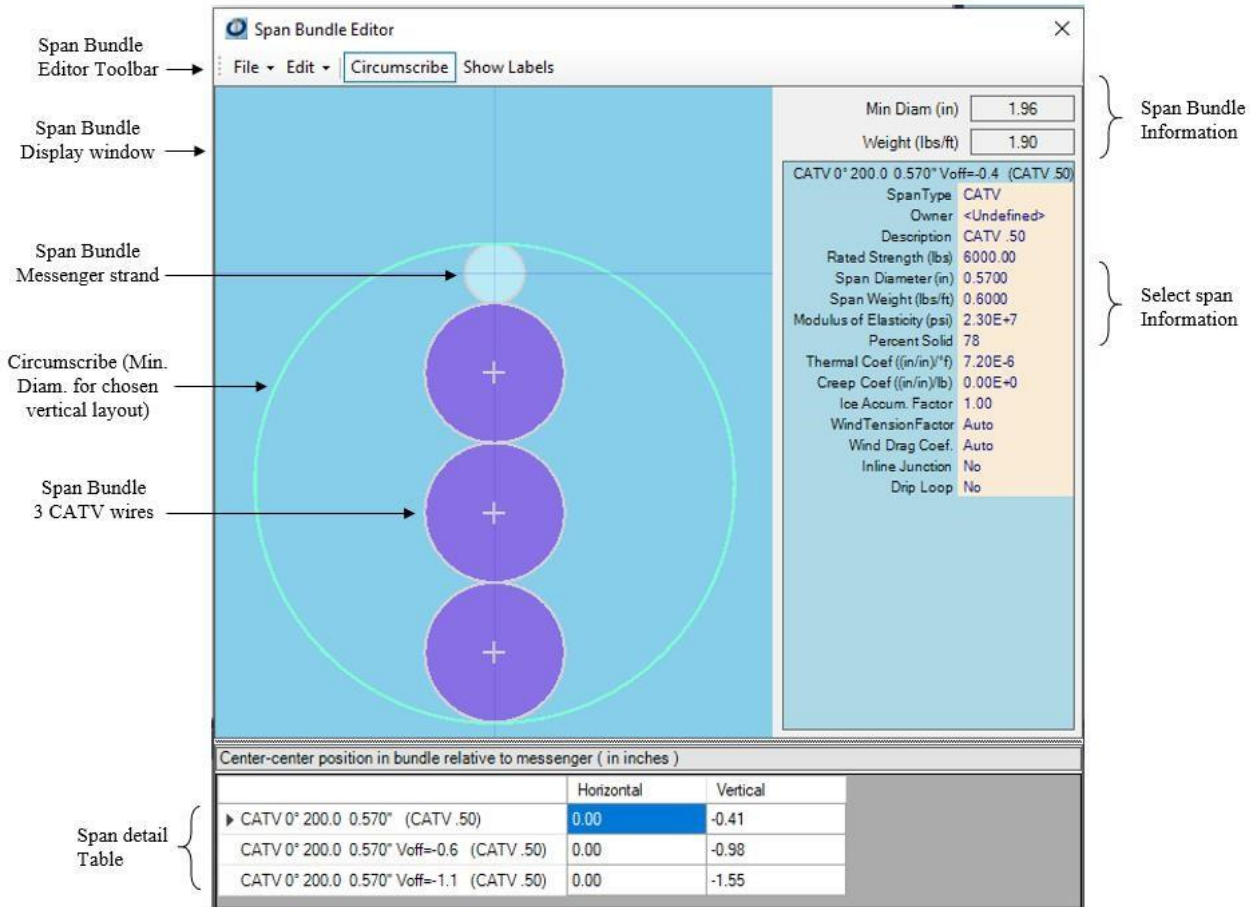 Span Bundle Editor
Span Bundle
Editor Toolbar
File Edit Circumscribe Show Labels
Span Bundle
Display window
Min Diam (in) 1.96
Weight (lbs/ft) 1.90
Span Bundle
Information
CATV 0° 200.0 0.570" Voff=-0.4 (CATV .50)
SpanType CATV
Owner <Undefined>
Description CATV .50
Rated Strength (lbs) 6000.00
Span Diameter (in) 0.5700
Span Weight (lbs/ft) 0.6000
Modulus of Elasticity (psi) 2.30E+7
Percent Solid 78
Thermal Coef ((in/in)/°f) 7.20E-6
Creep Coef ((in/in)/lb) 0.00E+0
Ice Accum. Factor 1.00
WindTensionFactor Auto
Wind Drag Coef. Auto
Inline Junction No
Drip Loop No
Select span
Information
Span Bundle
Messenger strand
Circumscribe (Min.
Diam. for chosen
vertical layout)
Span Bundle
3 CATV wires
Center-center position in bundle relative to messenger ( in inches )
Horizontal Vertical
CATV 0° 200.0 0.570" (CATV .50) 0.00 -0.41
CATV 0° 200.0 0.570" Voff=-0.6 (CATV .50) 0.00 -0.98
CATV 0° 200.0 0.570" Voff=-1.1 (CATV .50) 0.00 -1.55
Span detail
Table